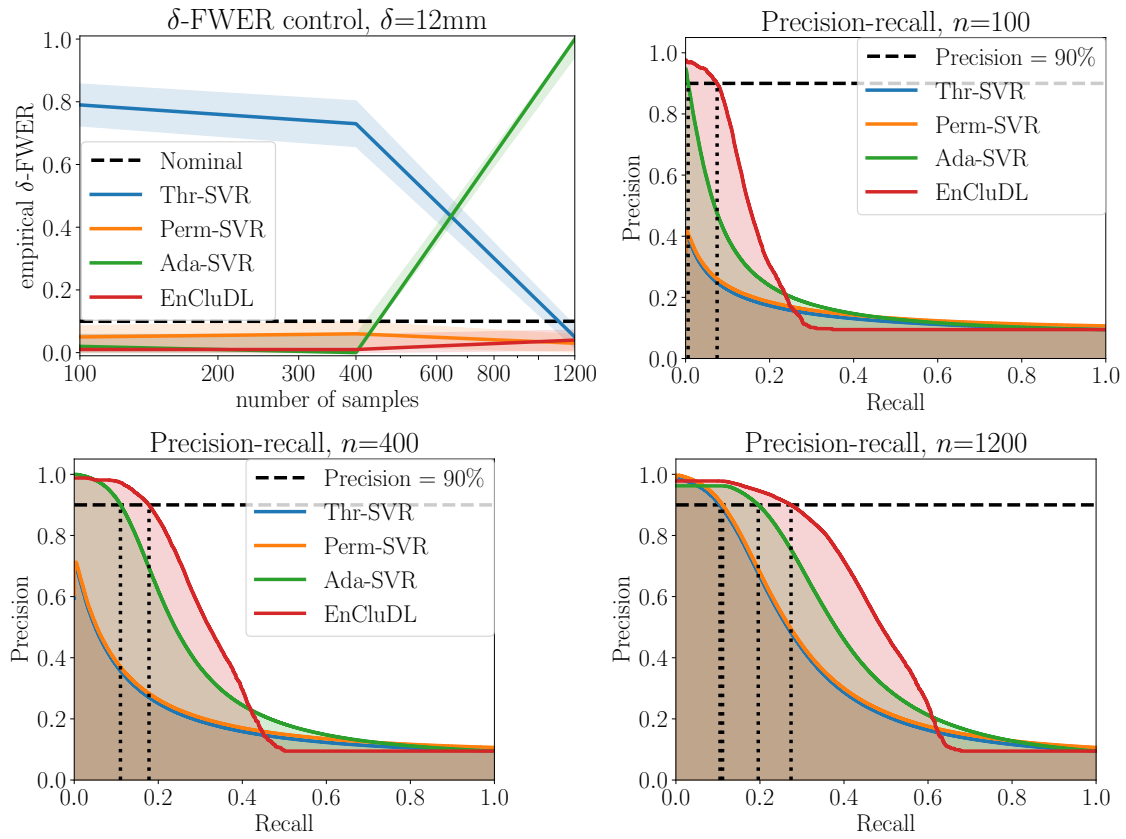 δ-FWER control, δ=12mm
empirical δ-FWER
1.0
0.8
0.6
0.4
0.2
0.0
Nominal
Thr-SVR
Perm-SVR
Ada-SVR
EnCluDL
100
200
300
400
600
800
1200
number of samples
Precision-recall, n=100
Precision
1.0
0.8
0.6
0.4
0.2
0.0
Precision = 90%
Thr-SVR
Perm-SVR
Ada-SVR
EnCluDL
0.0
0.2
0.4
0.6
0.8
1.0
Recall
Precision-recall, n=400
Precision
1.0
0.8
0.6
0.4
0.2
0.0
Precision = 90%
Thr-SVR
Perm-SVR
Ada-SVR
EnCluDL
0.0
0.2
0.4
0.6
0.8
1.0
Recall
Precision-recall, n=1200
Precision
1.0
0.8
0.6
0.4
0.2
0.0
0.0
0.2
0.4
0.6
0.8
1.0
Recall